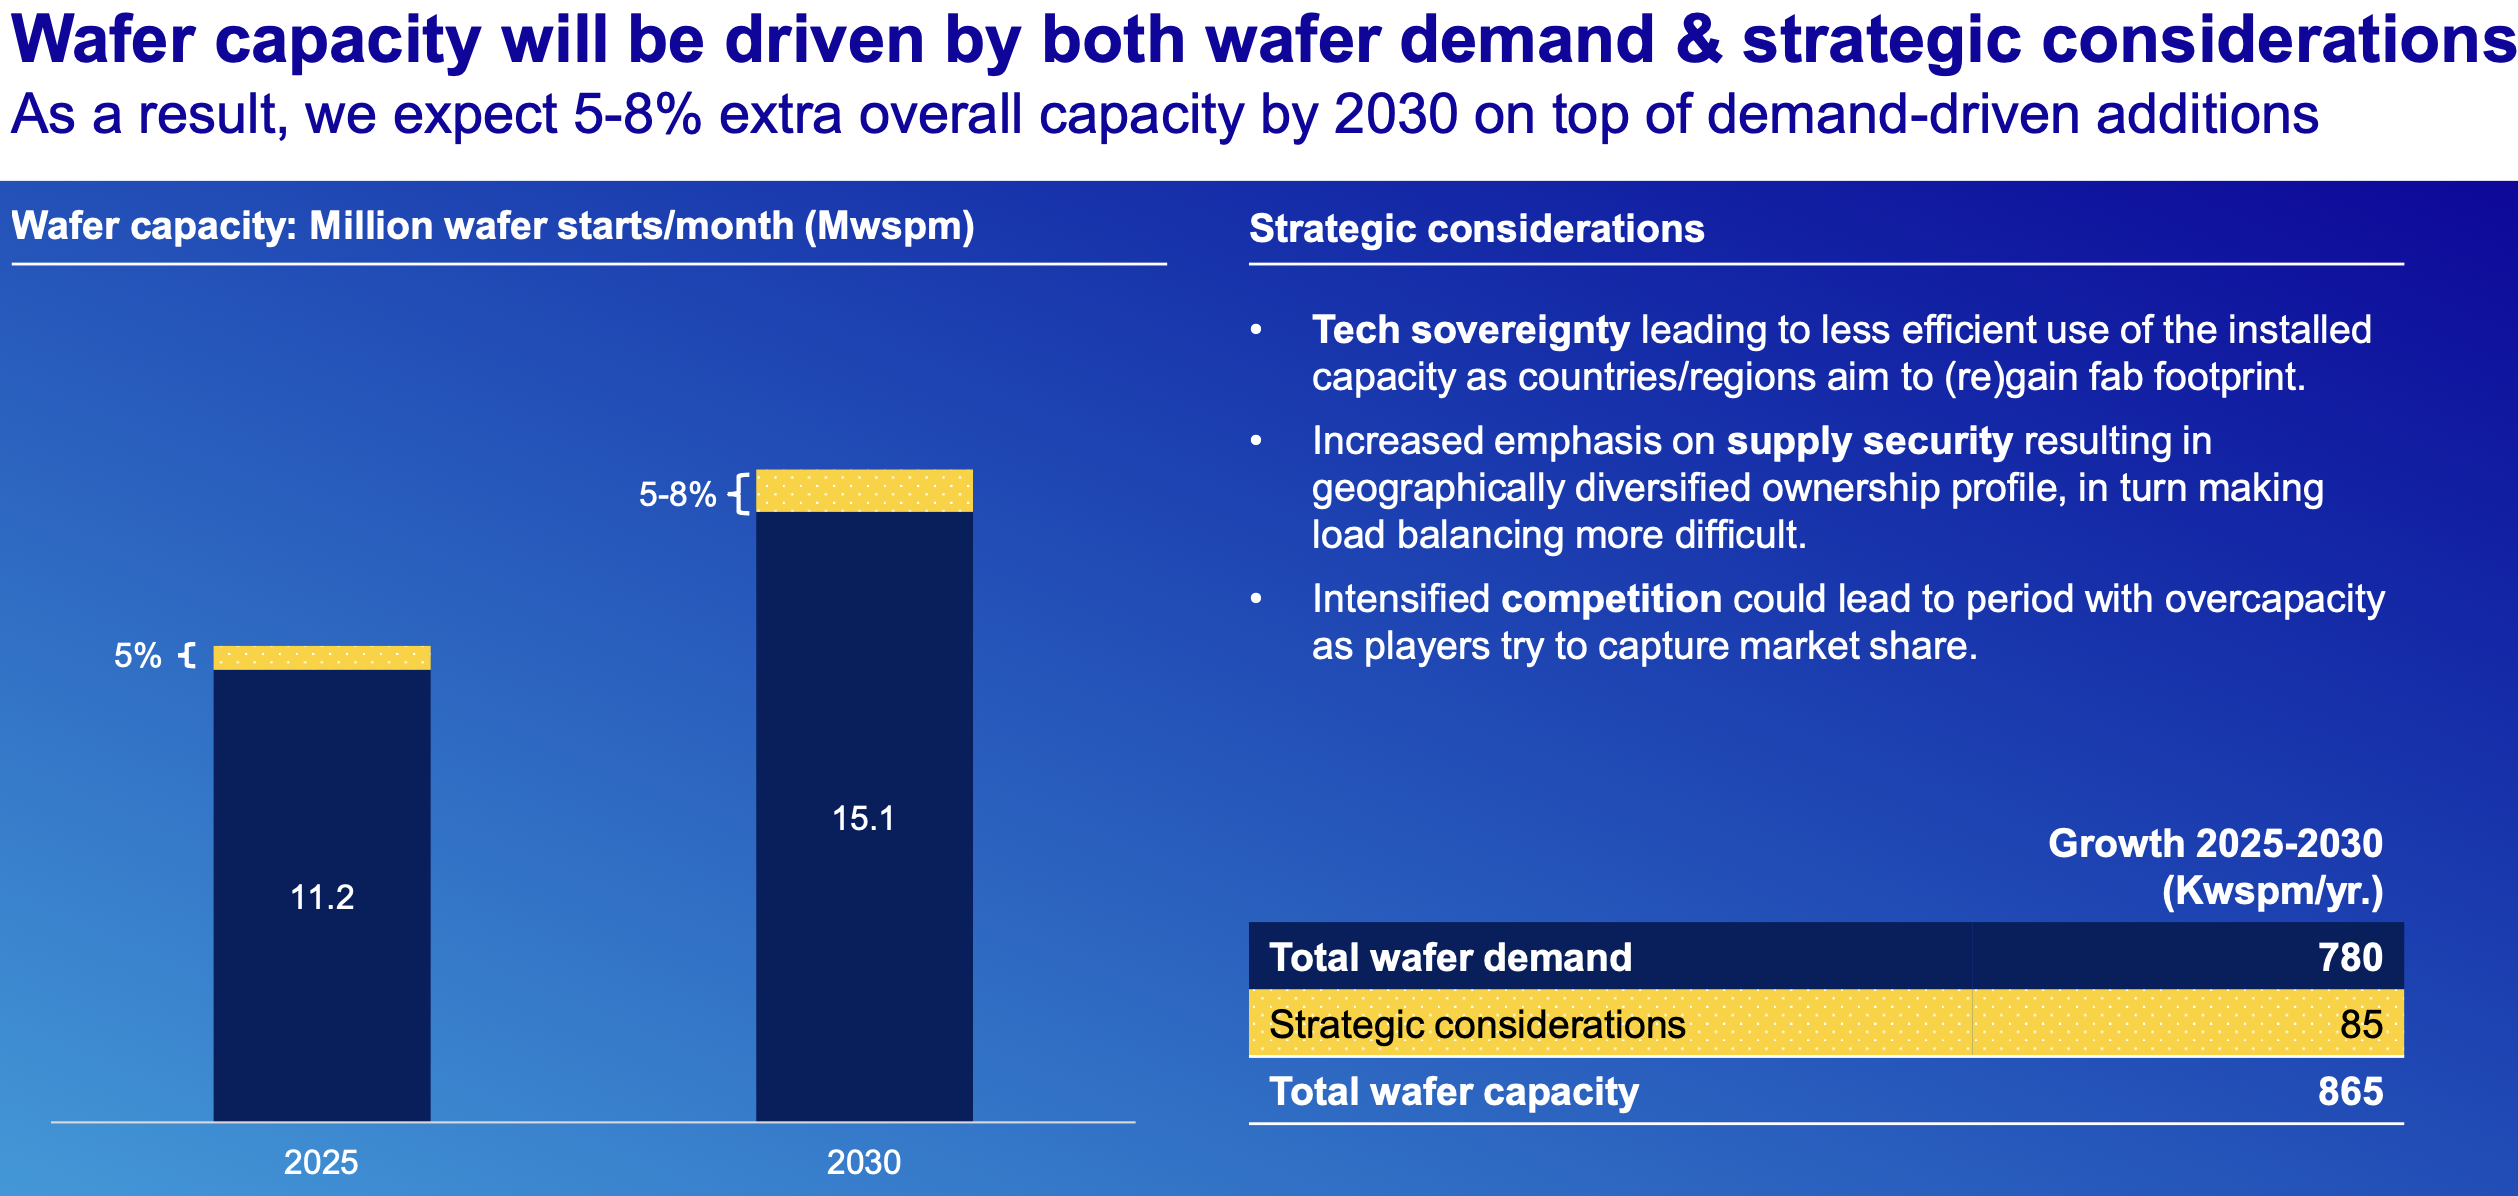 Wafer capacity will be driven by both wafer demand & strategic considerations
As a result, we expect 5-8% extra overall capacity by 2030 on top of demand-driven additions
Wafer capacity: Million wafer starts/month (Mwspm)
5-8%
5%
15.1
11.2
2025
2030
Strategic considerations
• Tech sovereignty leading to less efficient use of the installed
capacity as countries/regions aim to (re)gain fab footprint.
• Increased emphasis on supply security resulting in
geographically diversified ownership profile, in turn making
load balancing more difficult.
• Intensified competition could lead to period with overcapacity
as players try to capture market share.
Growth 2025-2030
(Kwspm/yr.)
Total wafer demand 780
Strategic considerations 85
Total wafer capacity 865